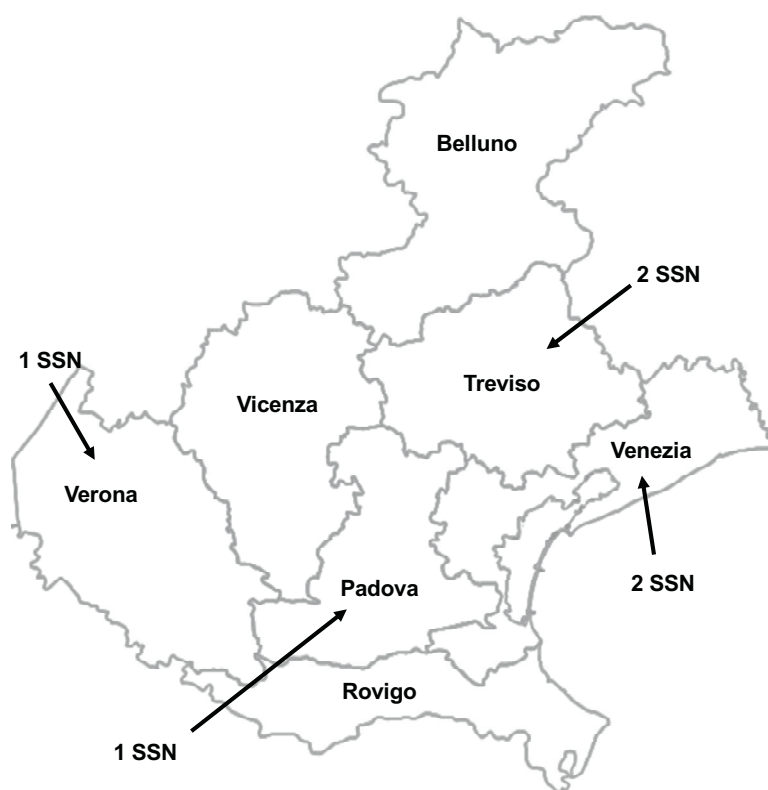 Belluno
2 SSN
1 SSN
Treviso
Vicenza
Venezia
Verona
2 SSN
Padova
Rovigo
1 SSN